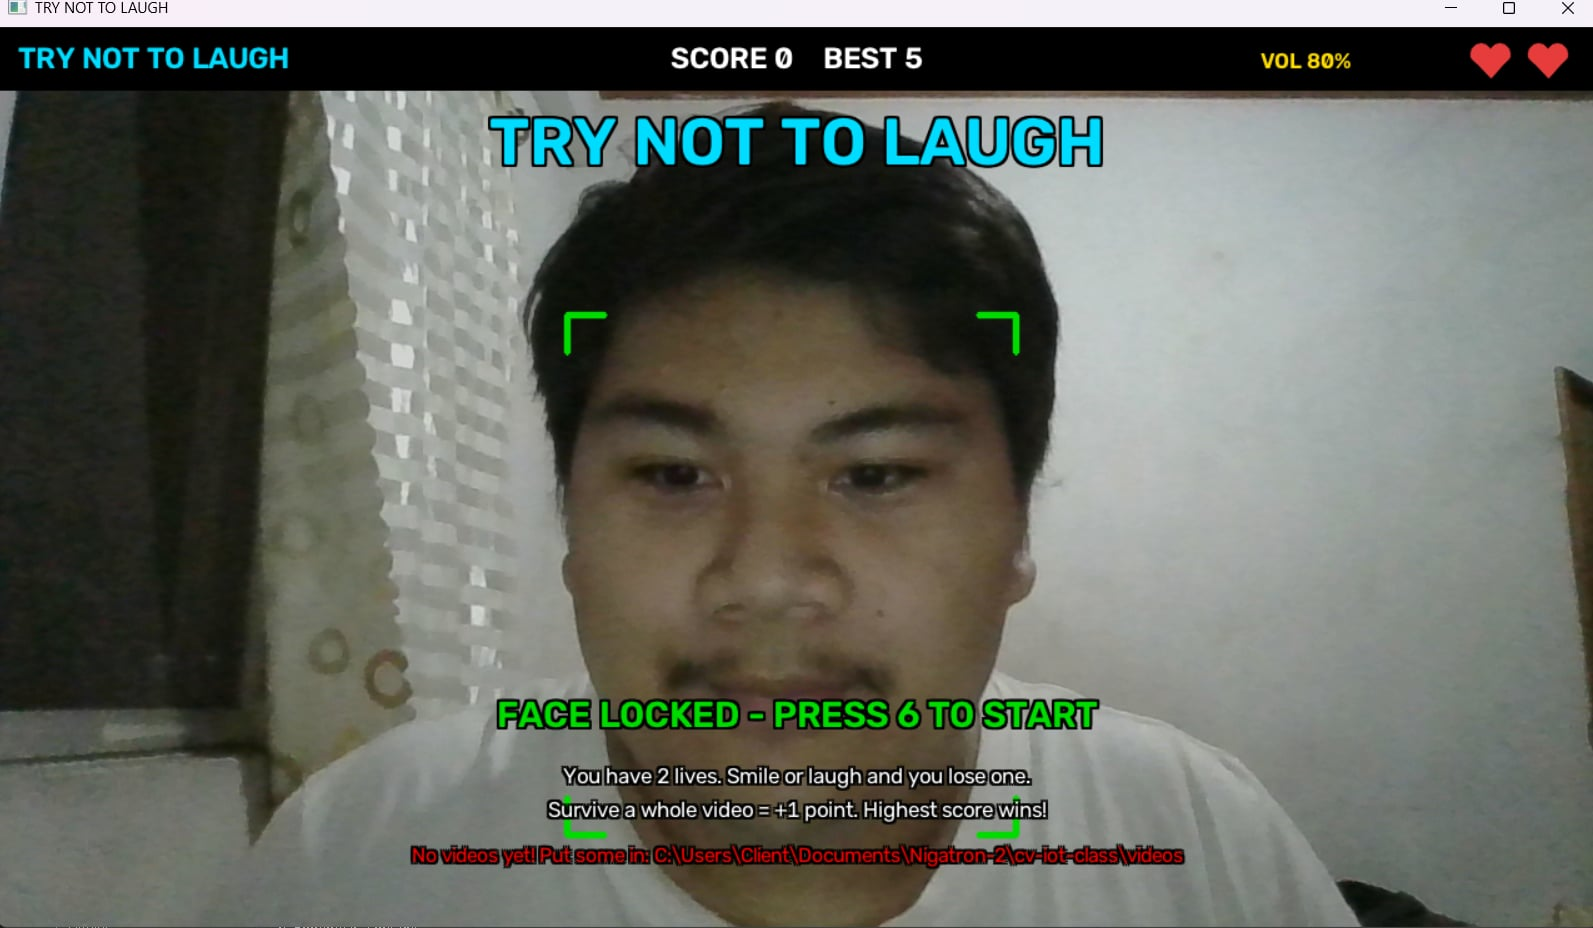 TRY NOT TO LAUGH
TRY NOT TO LAUGH
SCORE 0 BEST 5
VOL 80%
TRY NOT TO LAUGH
FACE LOCKED - PRESS 6 TO START
You have 2 lives. Smile or laugh and you lose one.
Survive a whole video = +1 point. Highest score wins!
No videos yet! Put some in: C:\Users\Client\Documents\Nigatron-2\cv-iot-class\videos